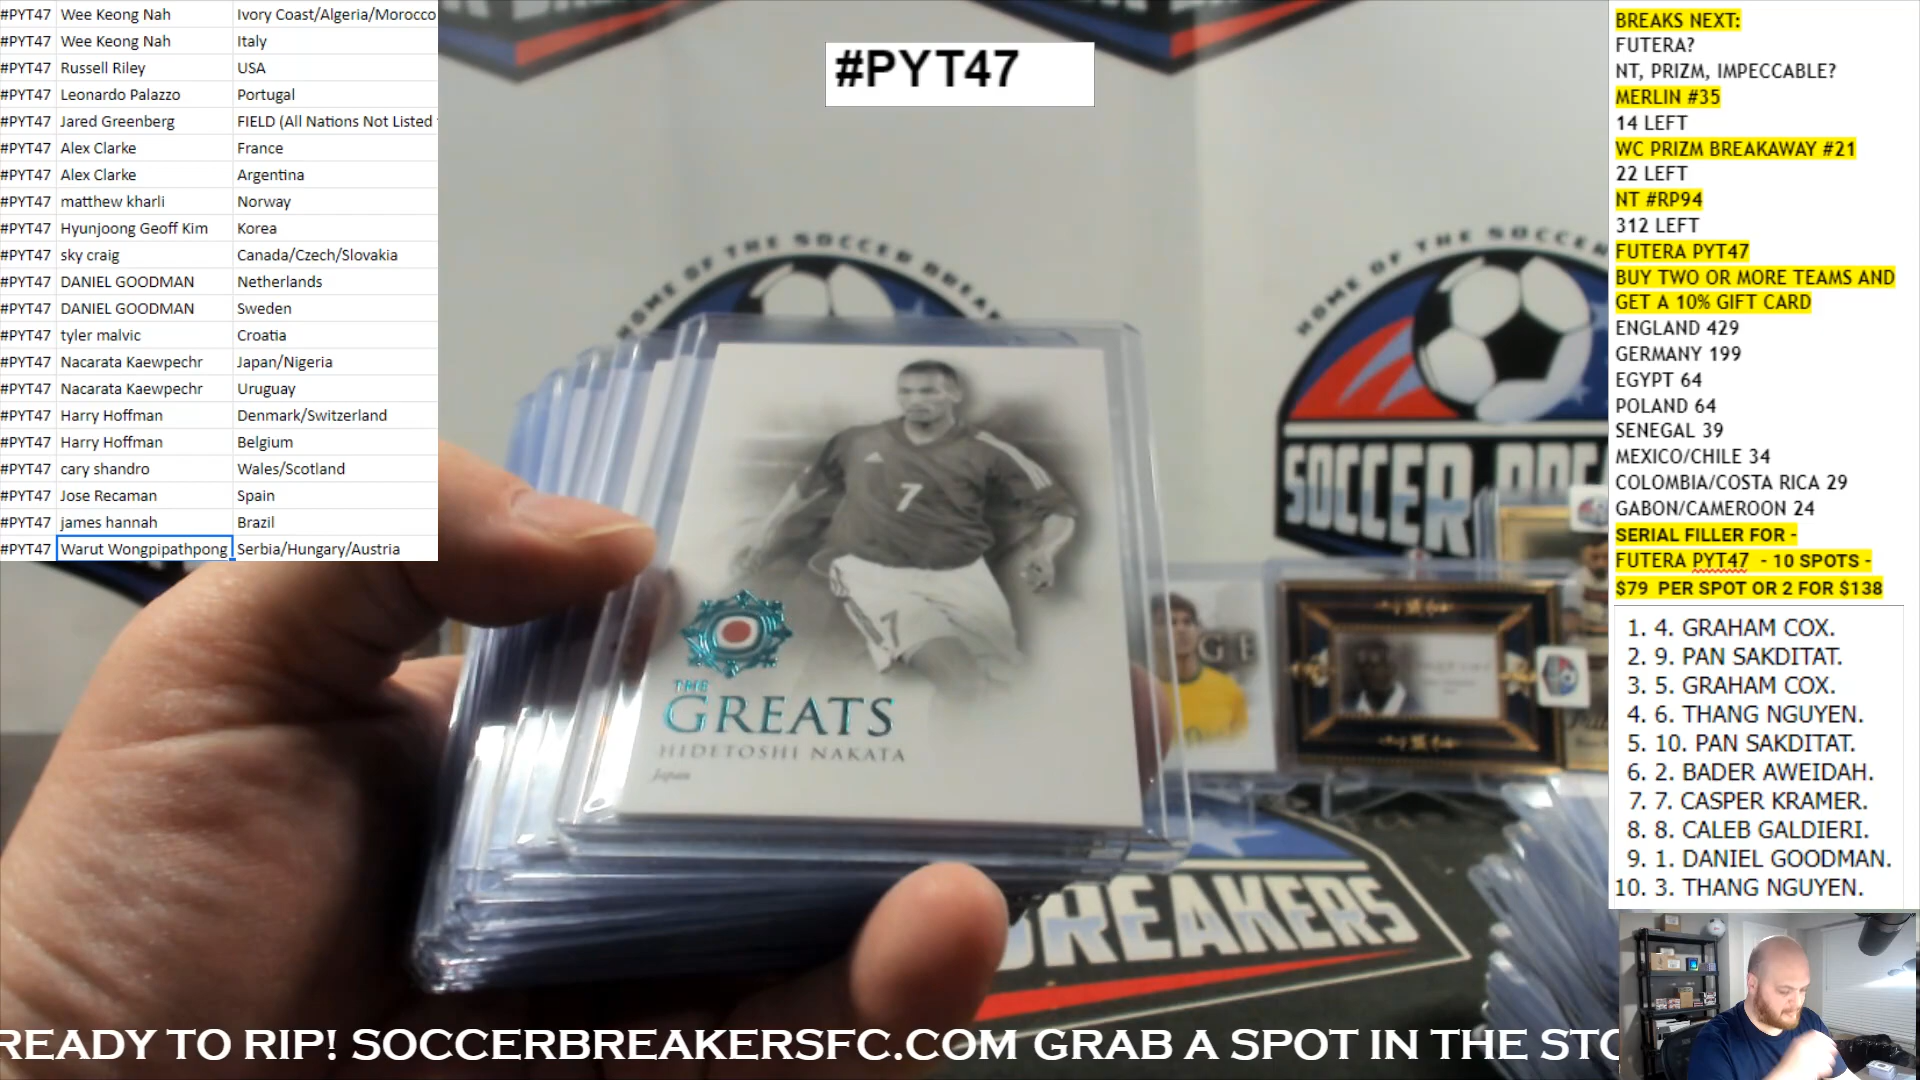 #PYT47 Wee Keong Nah Ivory Coast/Algeria/Morocco
#PYT47 Wee Keong Nah Italy
#PYT47 Russell Riley USA
#PYT47 Leonardo Palazzo Portugal
#PYT47 Jared Greenberg FIELD (All Nations Not Listed
#PYT47 Alex Clarke France
#PYT47 Alex Clarke Argentina
#PYT47 matthew kharli Norway
#PYT47 Hyunjoong Geoff Kim Korea
#PYT47 sky craig Canada/Czech/Slovakia
#PYT47 DANIEL GOODMAN Netherlands
#PYT47 DANIEL GOODMAN Sweden
#PYT47 tyler malvic Croatia
#PYT47 Nacarata Kaewpechr Japan/Nigeria
#PYT47 Nacarata Kaewpechr Uruguay
#PYT47 Harry Hoffman Denmark/Switzerland
#PYT47 Harry Hoffman Belgium
#PYT47 cary shandro Wales/Scotland
#PYT47 Jose Recaman Spain
#PYT47 james hannah Brazil
#PYT47 Warut Wongpipathpong Serbia/Hungary/Austria
#PYT47
HOME OF THE SOCCER BREA
HOME OF THE SOCCER
SOCCER BRE
7
7
THE
GREATS
HIDETOSHI NAKATA
Japan
BREAKERS
BREAKS NEXT:
FUTERA?
NT, PRIZM, IMPECCABLE?
MERLIN #35
14 LEFT
WC PRIZM BREAKAWAY #21
22 LEFT
NT #RP94
312 LEFT
FUTERA PYT47
BUY TWO OR MORE TEAMS AND
GET A 10% GIFT CARD
ENGLAND 429
GERMANY 199
EGYPT 64
POLAND 64
SENEGAL 39
MEXICO/CHILE 34
COLOMBIA/COSTA RICA 29
GABON/CAMEROON 24
SERIAL FILLER FOR -
FUTERA PYT47 - 10 SPOTS -
$79 PER SPOT OR 2 FOR $138
1. 4. GRAHAM COX.
2. 9. PAN SAKDITAT.
3. 5. GRAHAM COX.
4. 6. THANG NGUYEN.
5. 10. PAN SAKDITAT.
6. 2. BADER AWEIDAH.
7. 7. CASPER KRAMER.
8. 8. CALEB GALDIERI.
9. 1. DANIEL GOODMAN.
10. 3. THANG NGUYEN.
READY TO RIP! SOCCERBREAKERSFC.COM GRAB A SPOT IN THE STO